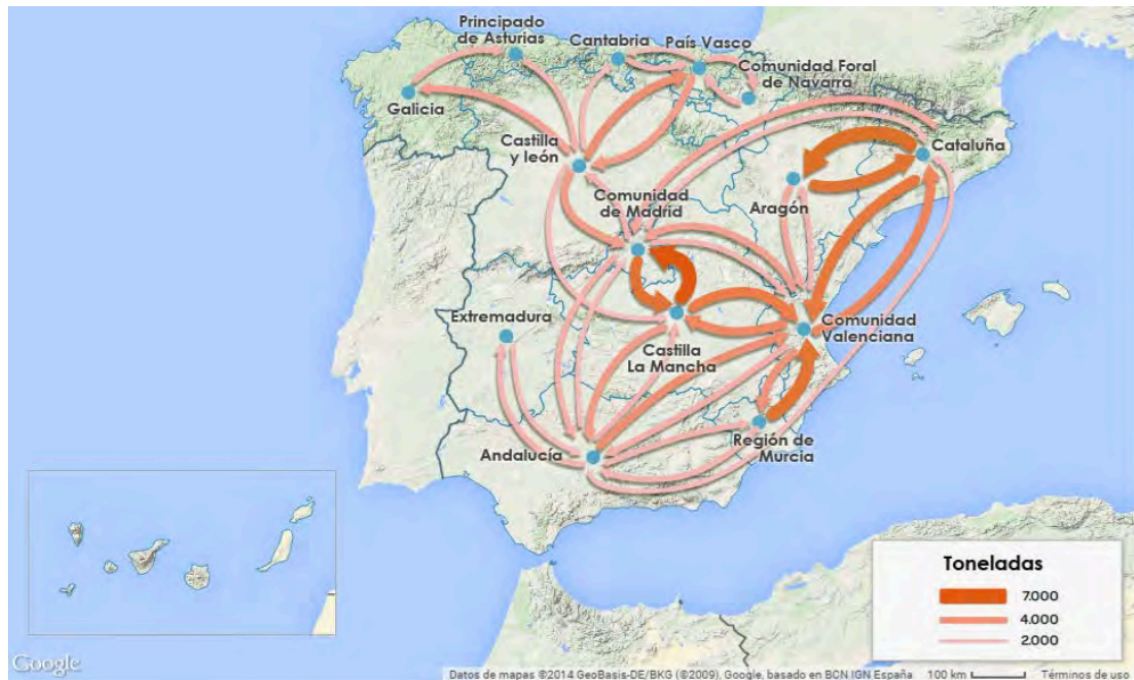 Principado
de Asturias
Cantabria
País Vasco
Comunidad Foral
de Navarra
Galicia
Castilla
y león
Cataluña
Comunidad
de Madrid
Aragón
Extremadura
Comunidad
Valenciana
Castilla
La Mancha
Andalucía
Región de
Murcia
Toneladas
7.000
4.000
2.000
Google
Datos de mapas ©2014 GeoBasis-DE/BKG (©2009), Google, basado en BCN IGN España 100 km Términos de uso